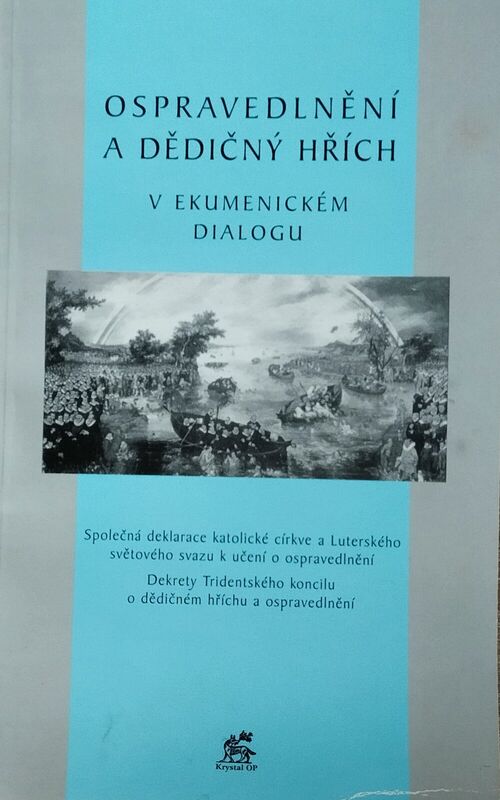 OSPRAVEDLNĚNÍ
A DĚDIČNÝ HŘÍCH
V EKUMENICKÉM
DIALOGU
Společná deklarace katolické církve a Luterského
světového svazu k učení o ospravedlnění
Dekrety Tridentského koncilu
o dědičném hříchu a ospravedlnění
Krystal OP